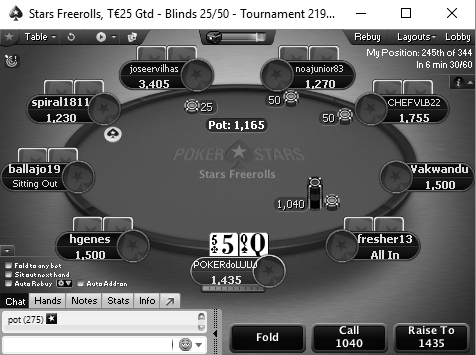 Stars Freerolls, T€25 Gtd - Blinds 25/50 - Tournament 219...
Table
Rebuy Layouts Lobby
My Position: 245th of 344
In 6 min 30/60
joseervilhas
3,405
noajunior83
1,270
spiral1811
1,230
25
50
50
CHEFVLB22
1,755
Pot: 1,165
POKER STARS
Stars Freerolls
ballajo19
Sitting Out
Vakwandu
1,500
1,040
hgenes
1,500
5 5 Q Q
POKERdoLULU
1,435
fresher13
All In
Fold to any bet
Sit out next hand
Auto Rebuy
Auto Add-on
Chat Hands Notes Stats Info
pot (275)
Fold
Call
1040
Raise To
1435